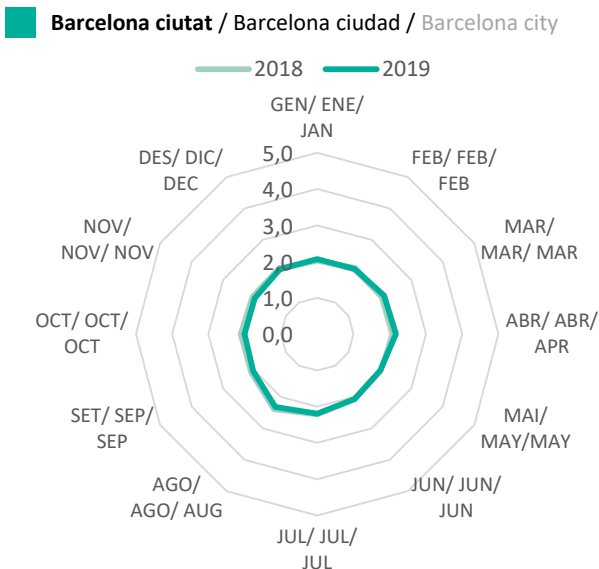 Barcelona ciutat / Barcelona ciudad / Barcelona city
2018 2019
GEN/ ENE/
JAN
FEB/ FEB/
FEB
MAR/
MAR/ MAR
ABR/ ABR/
APR
MAI/
MAY/MAY
JUN/ JUN/
JUN
JUL/ JUL/
JUL
AGO/
AGO/ AUG
SET/ SEP/
SEP
OCT/ OCT/
OCT
NOV/
NOV/ NOV
DES/ DIC/
DEC
5,0
4,0
3,0
2,0
1,0
0,0